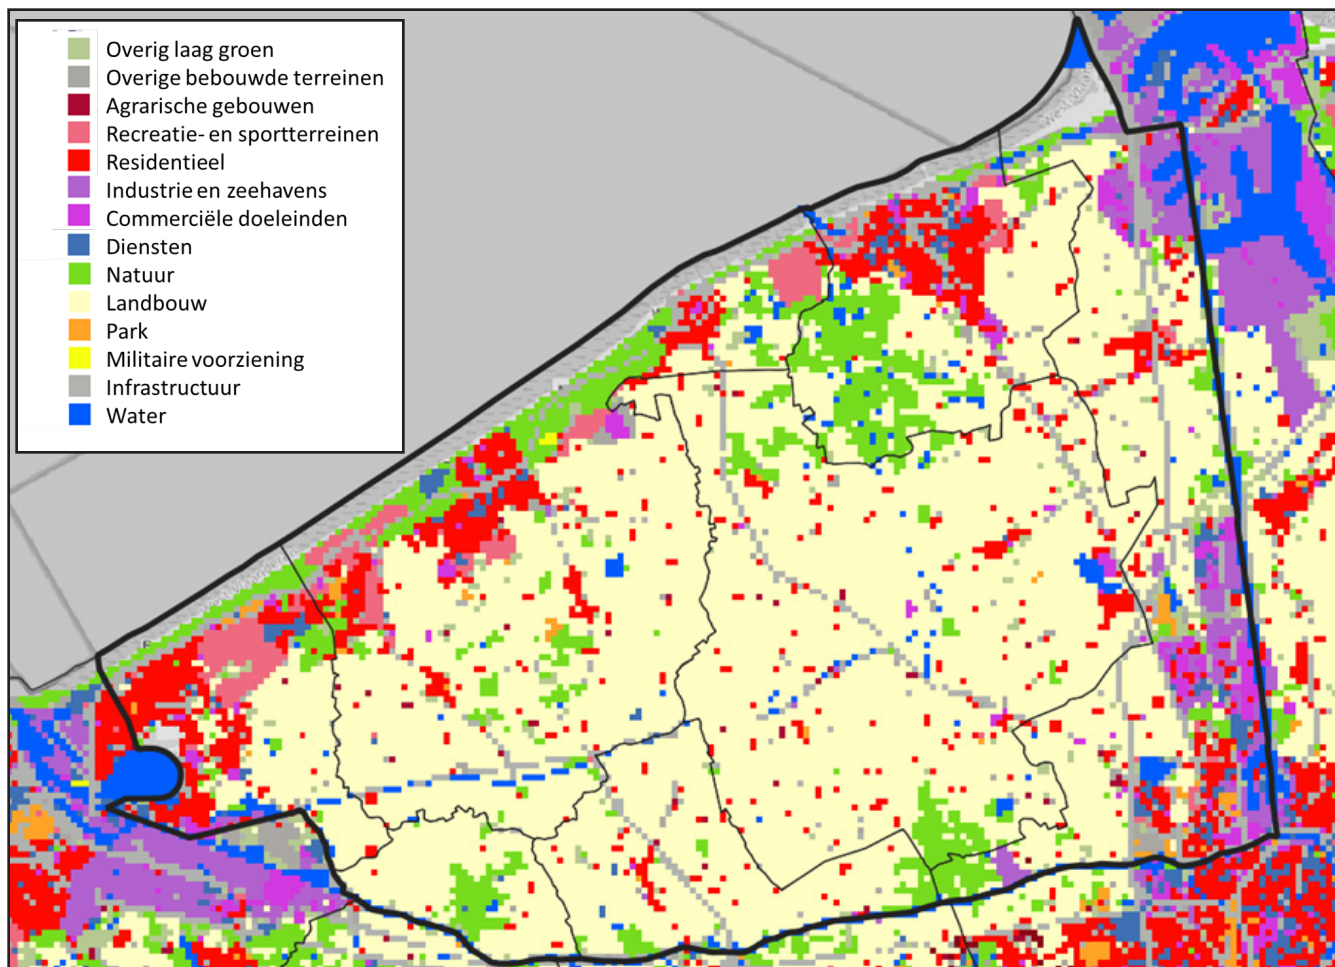 Overig laag groen
Overige bebouwde terreinen
Agrarische gebouwen
Recreatie- en sportterreinen
Residentieel
Industrie en zeehavens
Commerciële doeleinden
Diensten
Natuur
Landbouw
Park
Militaire voorziening
Infrastructuur
Water